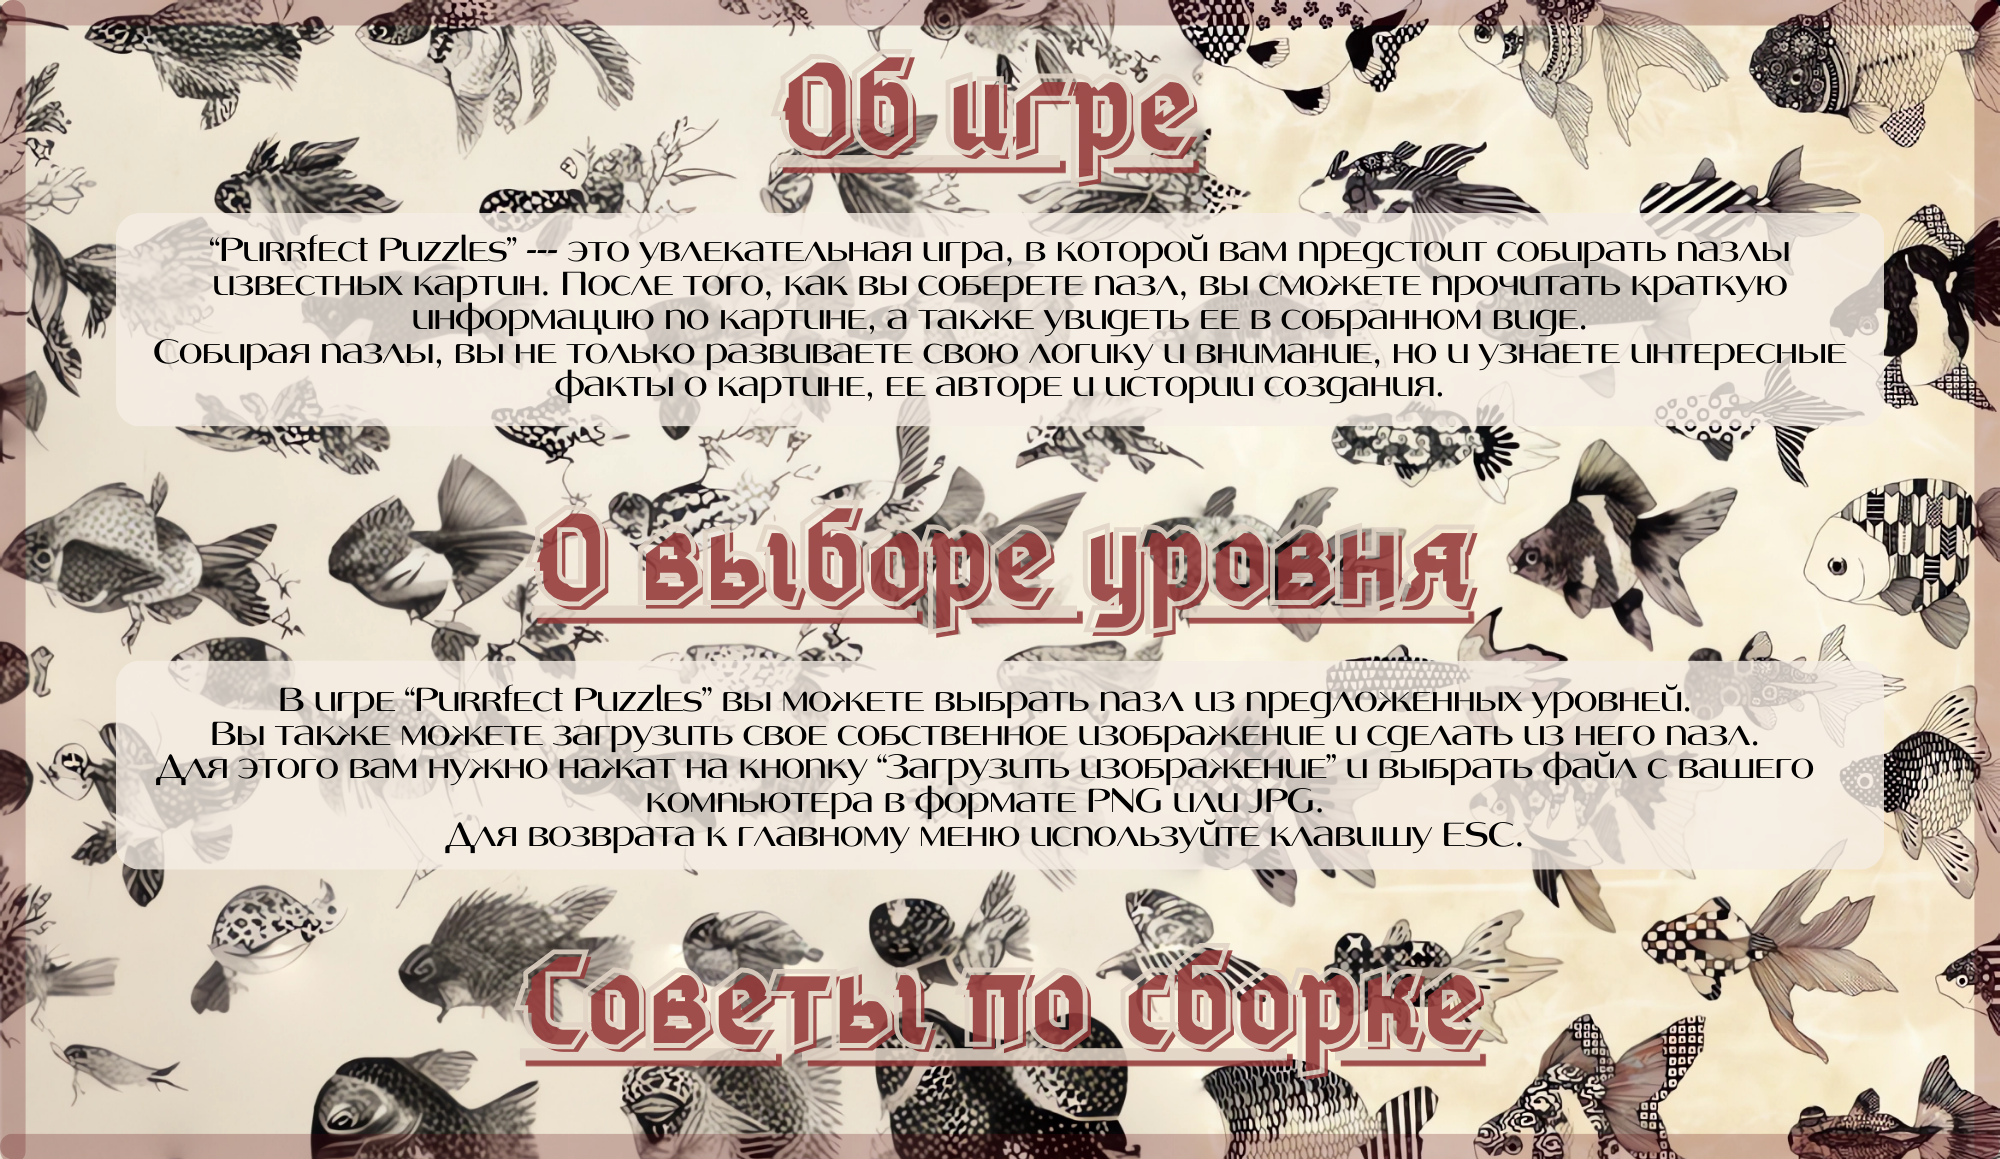 Об игре
“Purrfect Puzzles” --- это увлекательная игра, в которой вам предстоит собирать пазлы
известных картин. После того, как вы соберете пазл, вы сможете прочитать краткую
информацию по картине, а также увидеть ее в собранном виде.
Собирая пазлы, вы не только развиваете свою логику и внимание, но и узнаете интересные
факты о картине, ее авторе и истории создания.
О выборе уровня
В игре “Purrfect Puzzles” вы можете выбрать пазл из предложенных уровней.
Вы также можете загрузить свое собственное изображение и сделать из него пазл.
Для этого вам нужно нажат на кнопку “Загрузить изображение” и выбрать файл с вашего
компьютера в формате PNG или JPG.
Для возврата к главному меню используйте клавишу ESC.
Советы по сборке